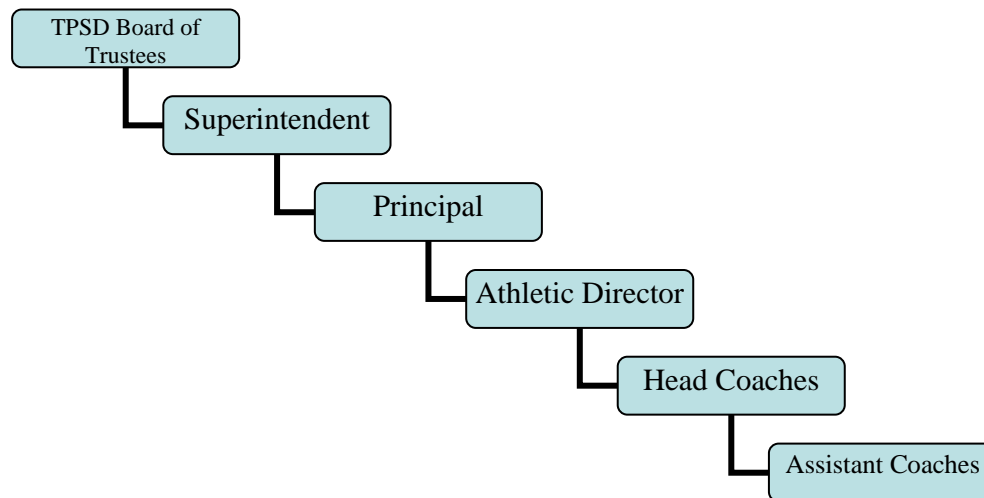 TPSD Board of
Trustees
Superintendent
Principal
Athletic Director
Head Coaches
Assistant Coaches